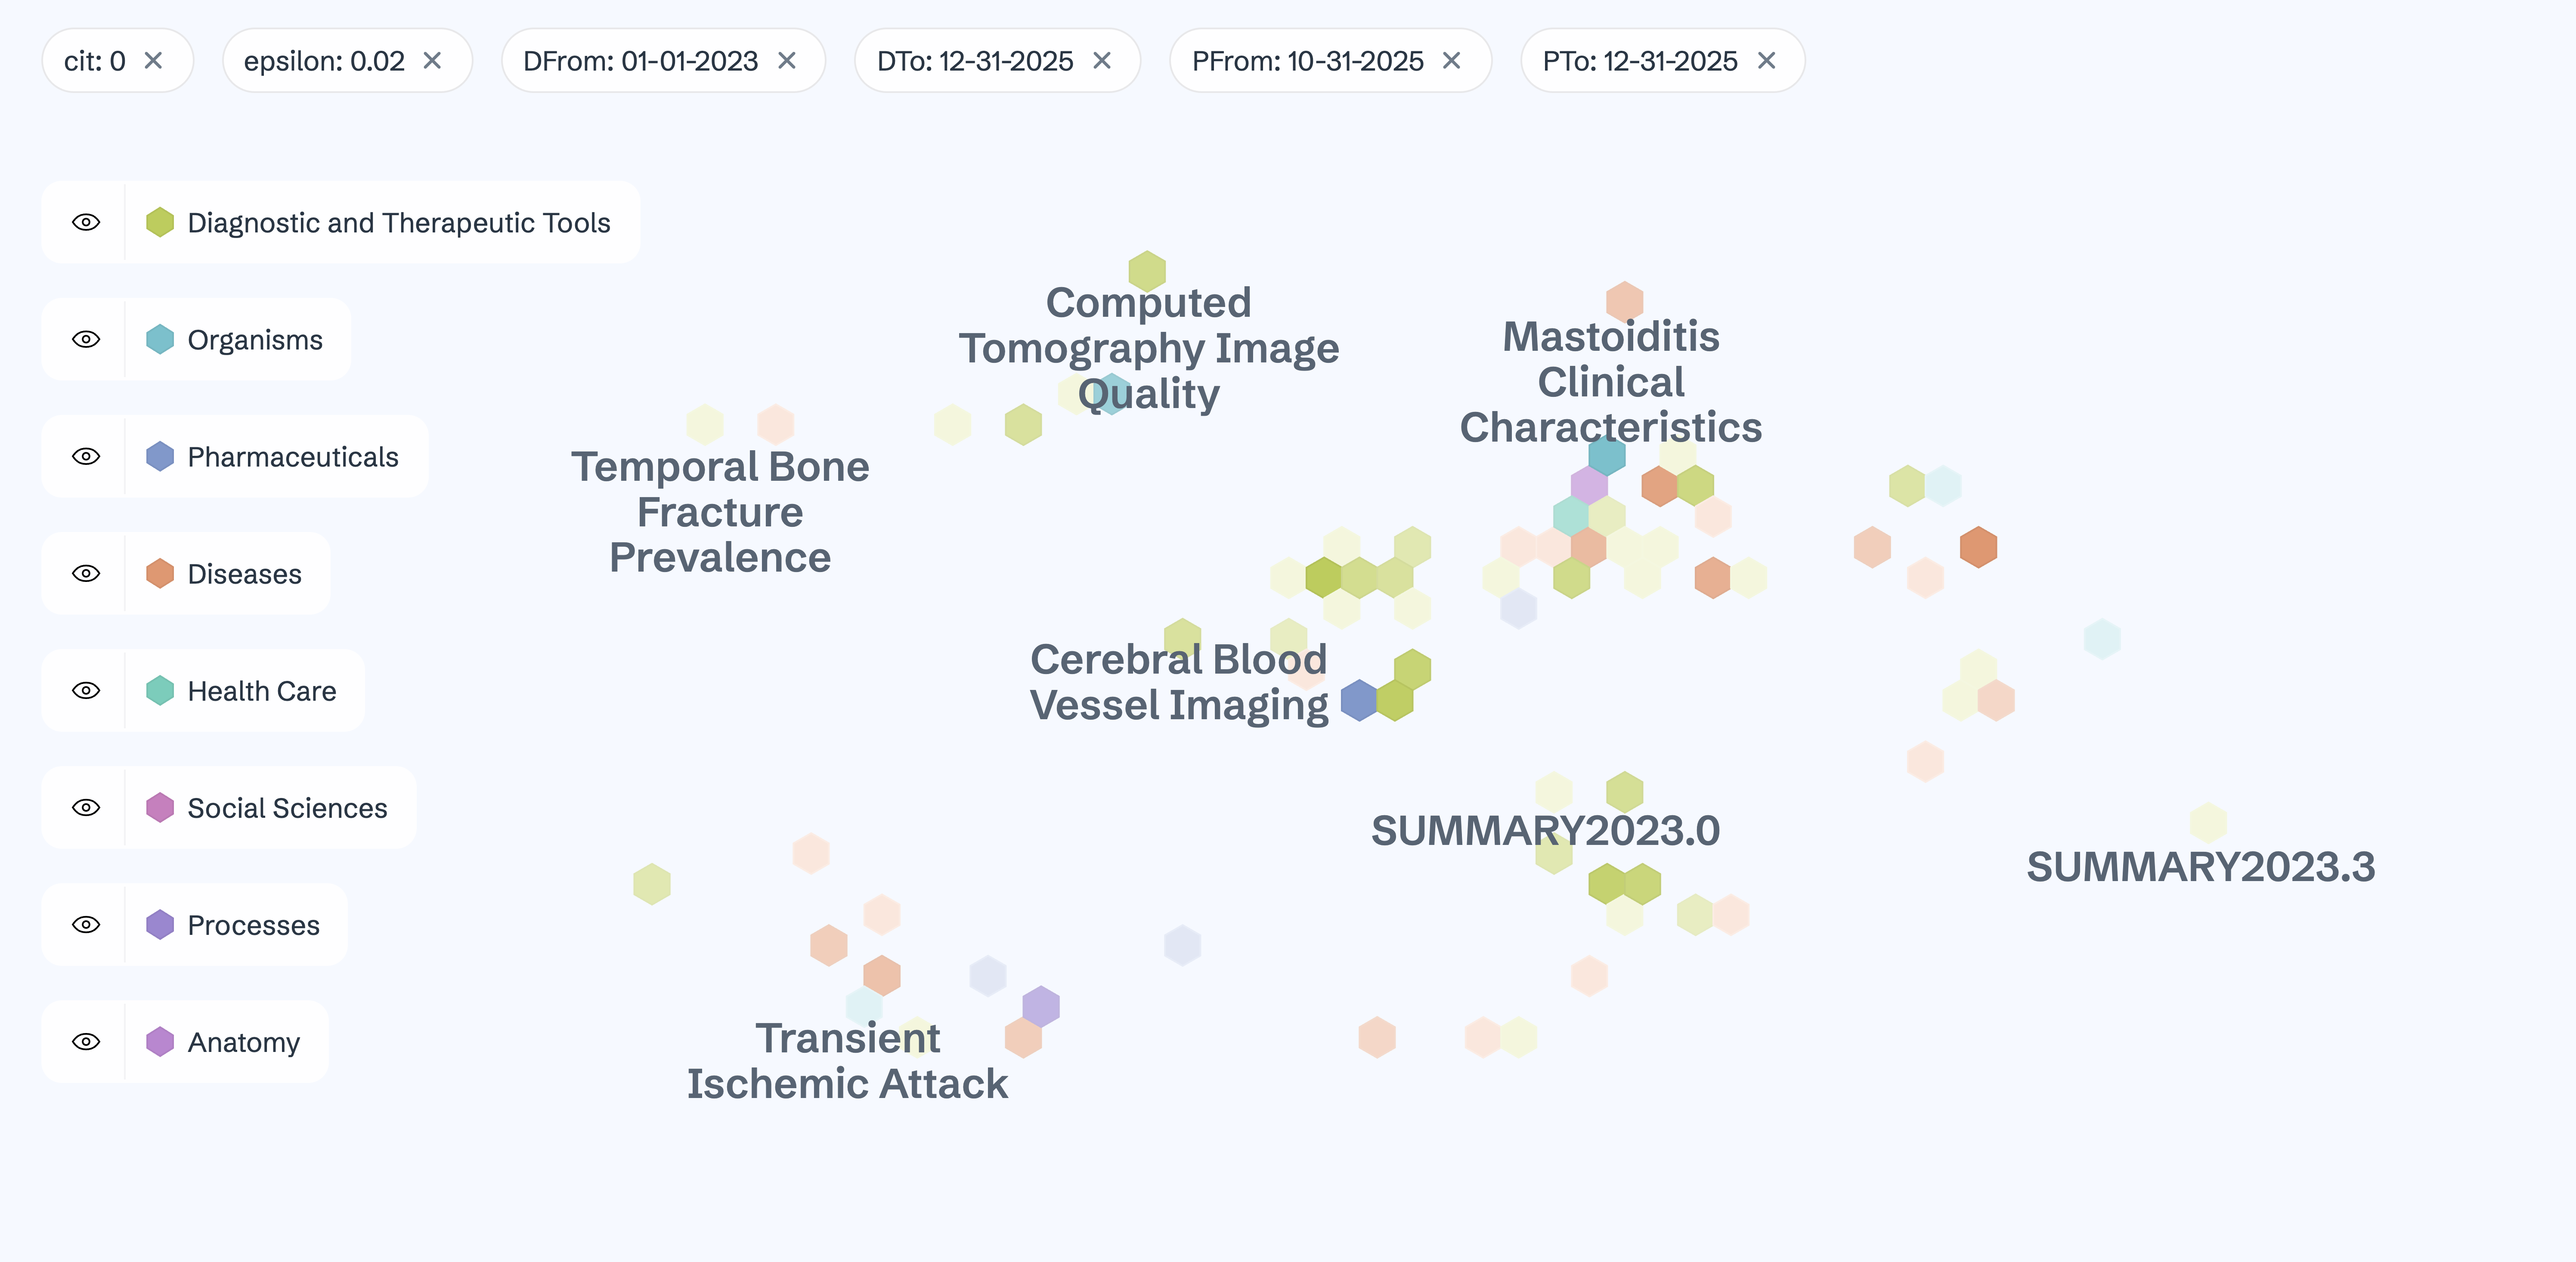 cit: 0
epsilon: 0.02
DFrom: 01-01-2023
DTo: 12-31-2025
PFrom: 10-31-2025
PTo: 12-31-2025
Diagnostic and Therapeutic Tools
Organisms
Pharmaceuticals
Diseases
Health Care
Social Sciences
Processes
Anatomy
Computed
Tomography Image
Quality
Mastoiditis
Clinical
Characteristics
Temporal Bone
Fracture
Prevalence
Cerebral Blood
Vessel Imaging
SUMMARY2023.0
SUMMARY2023.3
Transient
Ischemic Attack